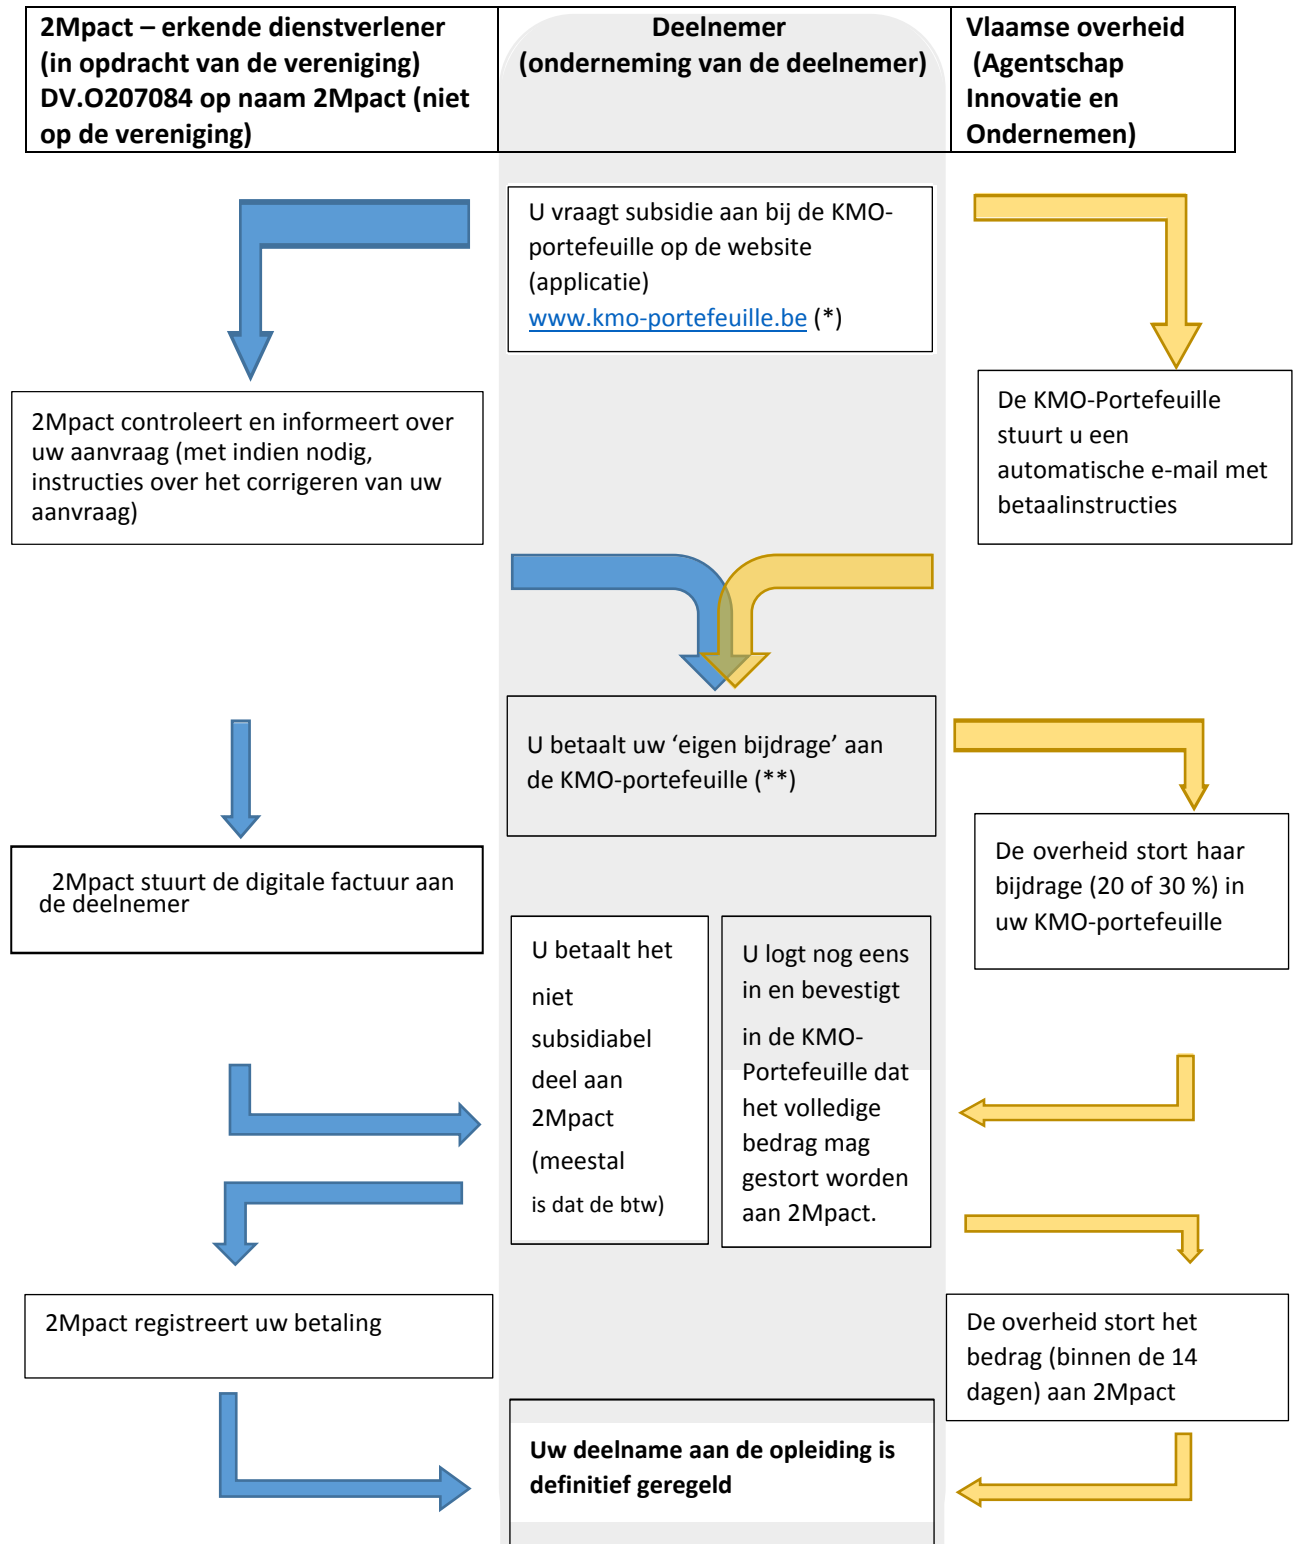 2Mpact – erkende dienstverlener
(in opdracht van de vereniging)
DV.O207084 op naam 2Mpact (niet
op de vereniging)
Deelnemer
(onderneming van de deelnemer)
Vlaamse overheid
(Agentschap
Innovatie en
Ondernemen)
U vraagt subsidie aan bij de KMO-
portefeuille op de website
(applicatie)
www.kmo-portefeuille.be (*)
2Mpact controleert en informeert over
uw aanvraag (met indien nodig,
instructies over het corrigeren van uw
aanvraag)
De KMO-Portefeuille
stuurt u een
automatische e-mail met
betaalinstructies
U betaalt uw ‘eigen bijdrage’ aan
de KMO-portefeuille (**)
2Mpact stuurt de digitale factuur aan
de deelnemer
De overheid stort haar
bijdrage (20 of 30 %) in
uw KMO-portefeuille
U betaalt het
niet
subsidiabel
deel aan
2Mpact
(meestal
is dat de btw)
U logt nog eens
in en bevestigt
in de KMO-
Portefeuille dat
het volledige
bedrag mag
gestort worden
aan 2Mpact.
2Mpact registreert uw betaling
De overheid stort het
bedrag (binnen de 14
dagen) aan 2Mpact
Uw deelname aan de opleiding is
definitief geregeld